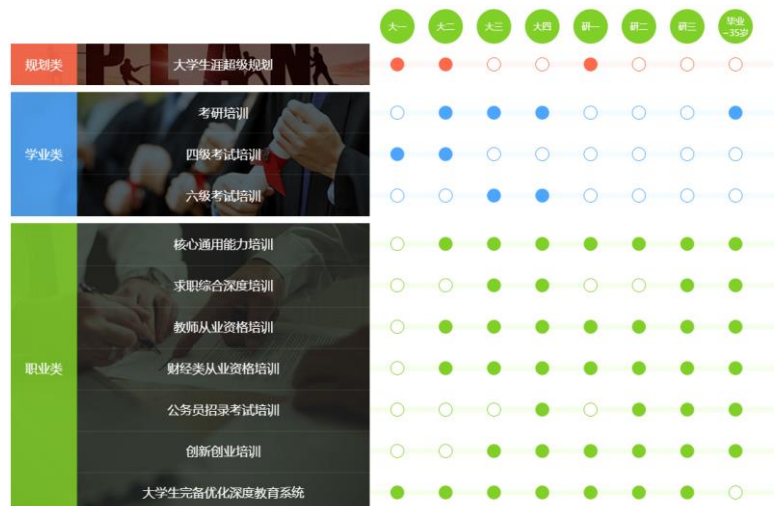 大一 大二 大三 大四 研一 研二 研三 毕业
~35岁
规划类 大学生涯超级规划
PLAN
考研培训
学业类 四级考试培训
六级考试培训
核心通用能力培训
求职综合深度培训
教师从业资格培训
职业类 财经类从业资格培训
公务员招录考试培训
创新创业培训
大学生完备优化深度教育系统